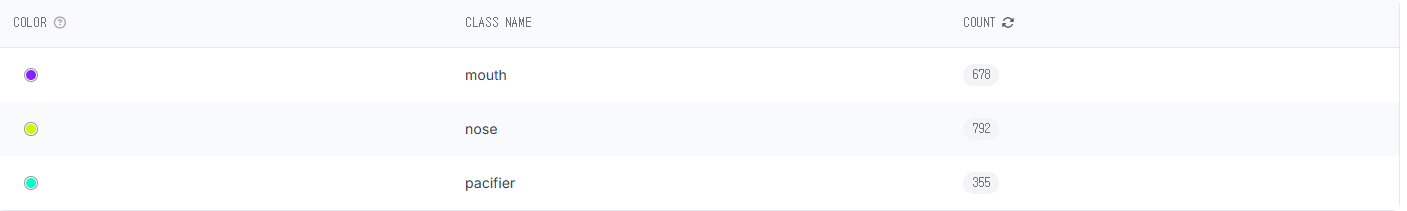 COLOR CLASS NAME COUNT
mouth 678
nose 792
pacifier 355